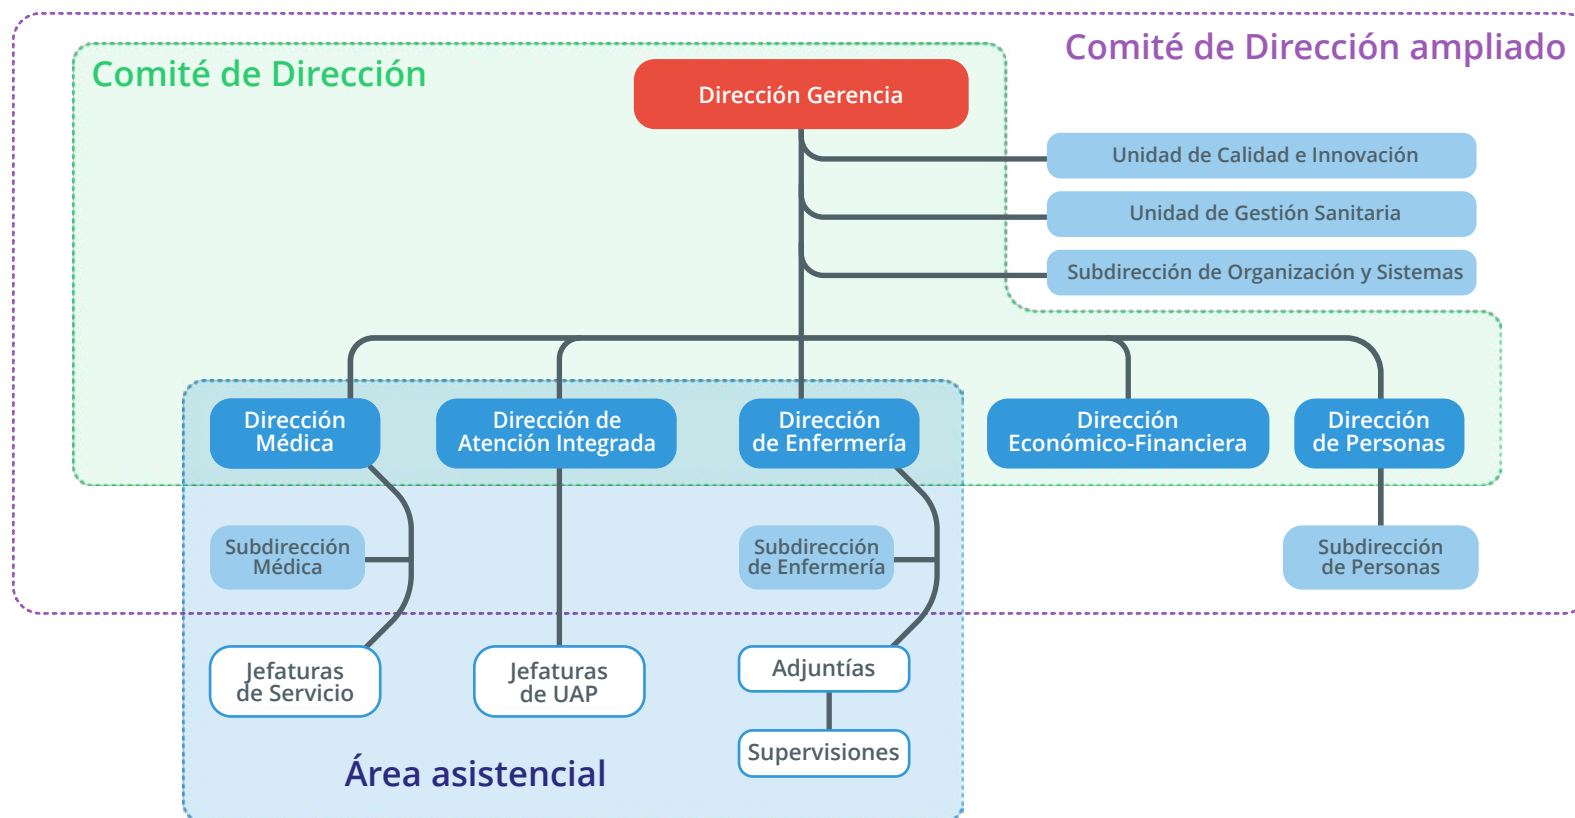 Comité de Dirección ampliado
Comité de Dirección
Dirección Gerencia
Unidad de Calidad e Innovación
Unidad de Gestión Sanitaria
Subdirección de Organización y Sistemas
Dirección
Médica
Dirección de
Atención Integrada
Dirección
de Enfermería
Dirección
Económico-Financiera
Dirección
de Personas
Subdirección
Médica
Subdirección
de Enfermería
Subdirección
de Personas
Jefaturas
de Servicio
Jefaturas
de UAP
Adjuntías
Supervisiones
Área asistencial